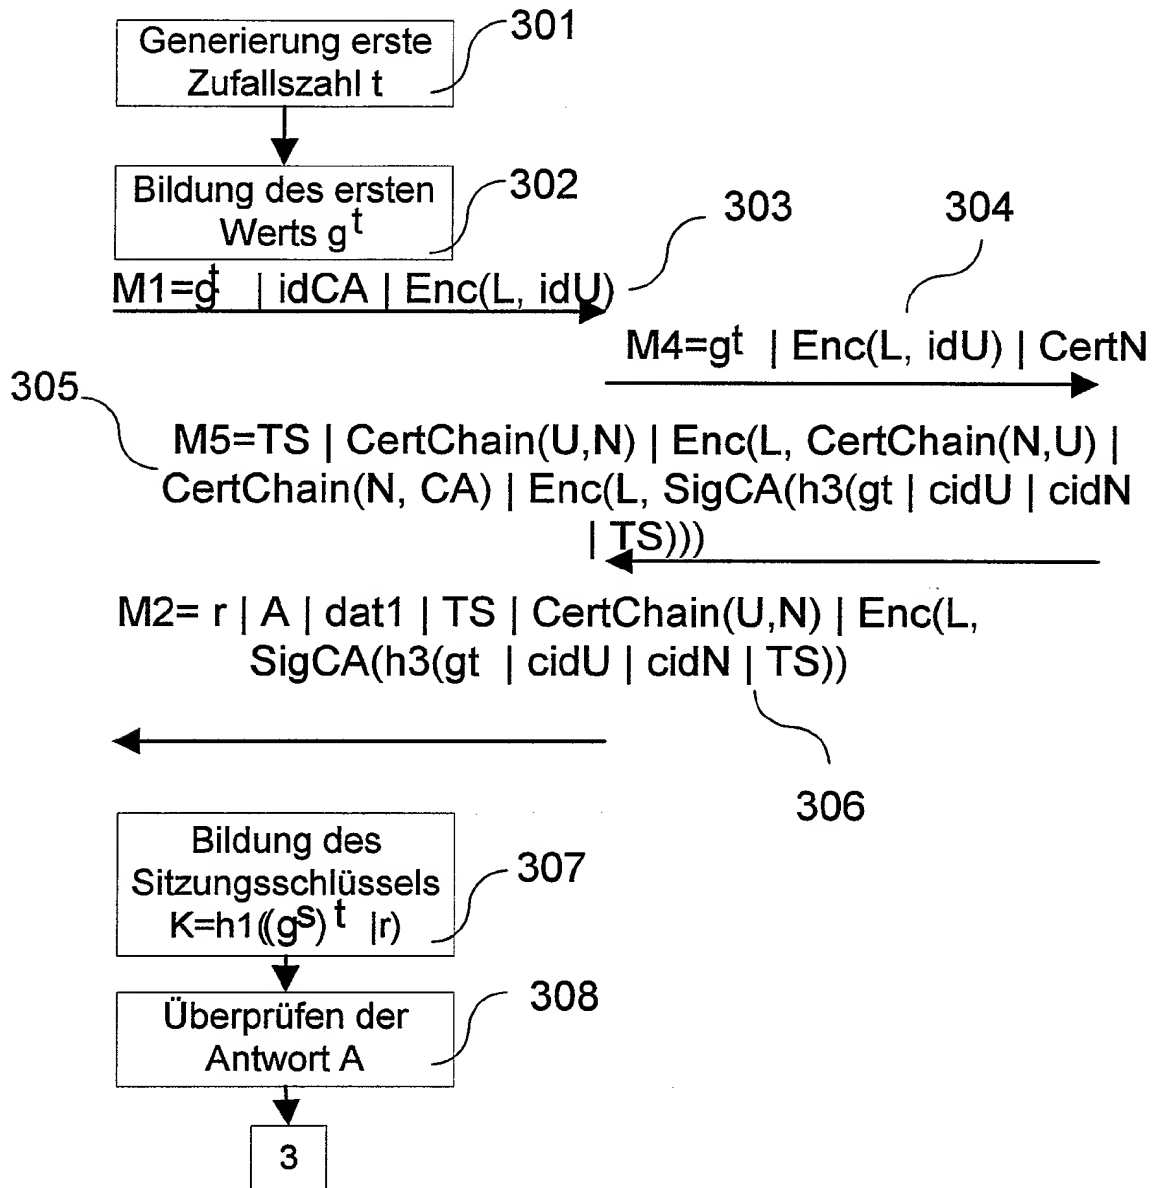 Generierung erste
Zufallszahl t
301
Bildung des ersten
Werts g^t
302
M1=g^t | idCA | Enc(L, idU)
303
304
M4=g^t | Enc(L, idU) | CertN
305
M5=TS | CertChain(U,N) | Enc(L, CertChain(N,U) |
CertChain(N, CA) | Enc(L, SigCA(h3(gt | cidU | cidN
| TS)))
M2= r | A | dat1 | TS | CertChain(U,N) | Enc(L,
SigCA(h3(gt | cidU | cidN | TS))
306
Bildung des
Sitzungsschlüssels
K=h1((g^s)^t |r)
307
Überprüfen der
Antwort A
308
3